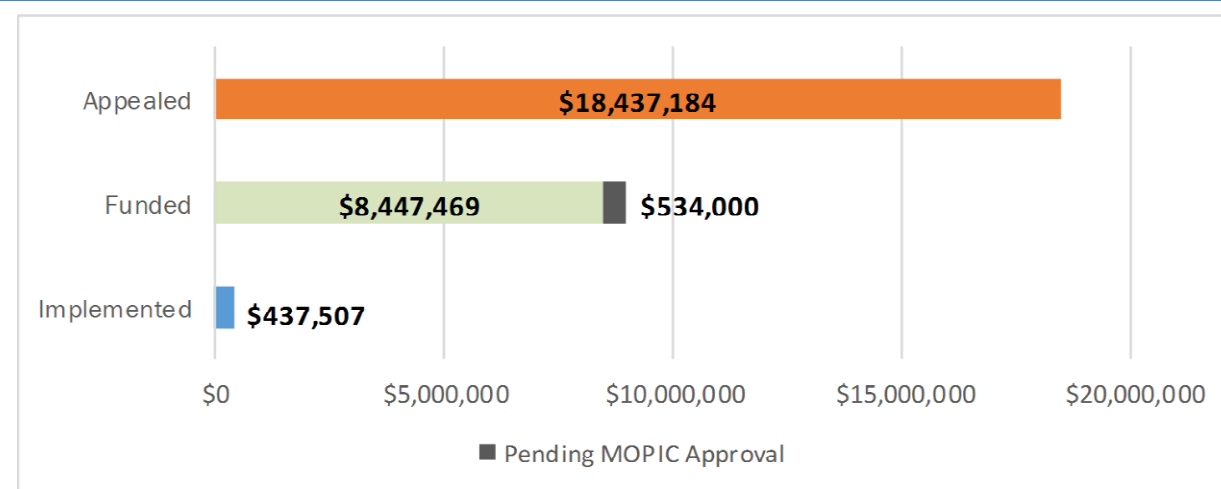 Appealed
$18,437,184
Funded
$8,447,469
$534,000
Implemented
$437,507
$0
$5,000,000
$10,000,000
$15,000,000
$20,000,000
Pending MOPIC Approval